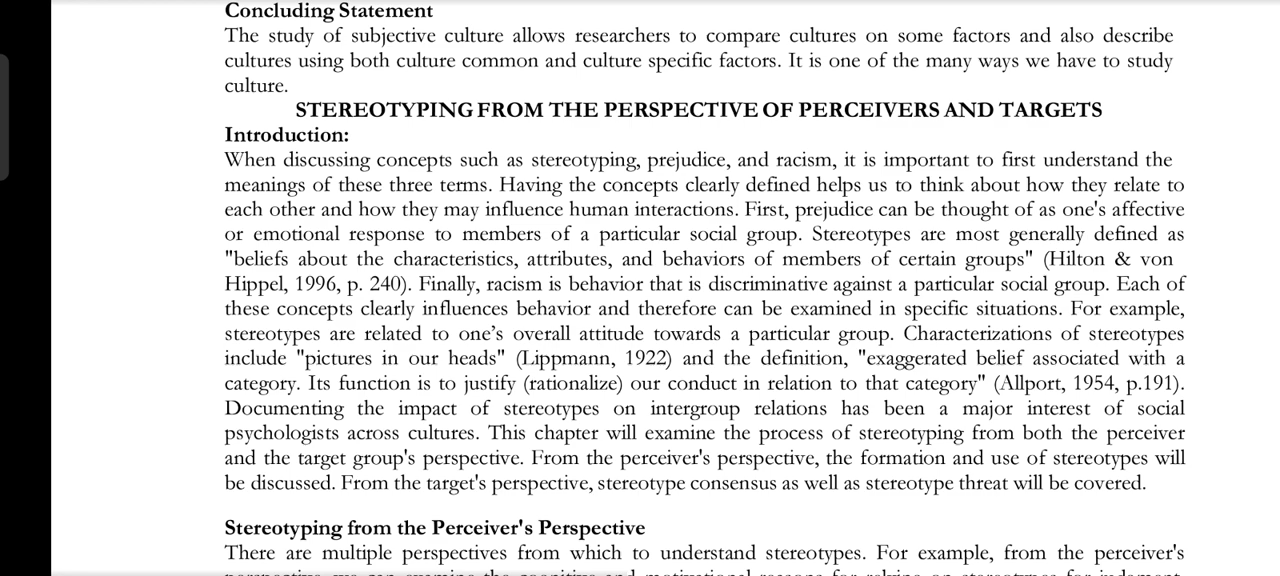 Concluding Statement
The study of subjective culture allows researchers to compare cultures on some factors and also describe
cultures using both culture common and culture specific factors. It is one of the many ways we have to study
culture.
STEREOTYPING FROM THE PERSPECTIVE OF PERCEIVERS AND TARGETS
Introduction:
When discussing concepts such as stereotyping, prejudice, and racism, it is important to first understand the
meanings of these three terms. Having the concepts clearly defined helps us to think about how they relate to
each other and how they may influence human interactions. First, prejudice can be thought of as one's affective
or emotional response to members of a particular social group. Stereotypes are most generally defined as
"beliefs about the characteristics, attributes, and behaviors of members of certain groups" (Hilton & von
Hippel, 1996, p. 240). Finally, racism is behavior that is discriminative against a particular social group. Each of
these concepts clearly influences behavior and therefore can be examined in specific situations. For example,
stereotypes are related to one’s overall attitude towards a particular group. Characterizations of stereotypes
include "pictures in our heads" (Lippmann, 1922) and the definition, "exaggerated belief associated with a
category. Its function is to justify (rationalize) our conduct in relation to that category" (Allport, 1954, p.191).
Documenting the impact of stereotypes on intergroup relations has been a major interest of social
psychologists across cultures. This chapter will examine the process of stereotyping from both the perceiver
and the target group's perspective. From the perceiver's perspective, the formation and use of stereotypes will
be discussed. From the target's perspective, stereotype consensus as well as stereotype threat will be covered.
Stereotyping from the Perceiver's Perspective
There are multiple perspectives from which to understand stereotypes. For example, from the perceiver's